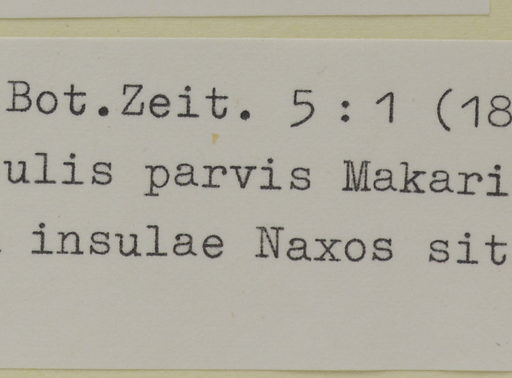 Bot.Zeit. 5:1 (18
ulis parvis Makari
insulae Naxos sit